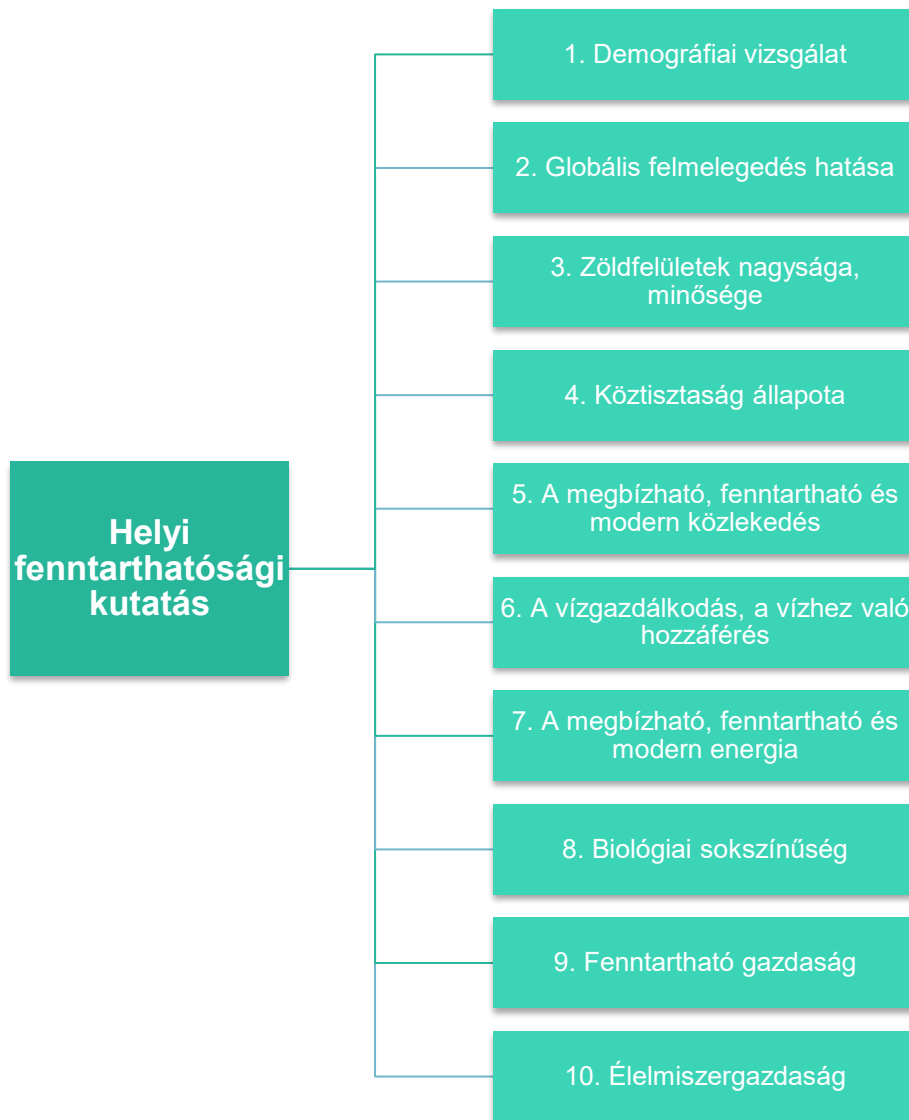 Helyi
fenntarthatósági
kutatás
1. Demográfiai vizsgálat
2. Globális felmelegedés hatása
3. Zöldfelületek nagysága,
minősége
4. Köztisztaság állapota
5. A megbízható, fenntartható és
modern közlekedés
6. A vízgazdálkodás, a vízhez való
hozzáférés
7. A megbízható, fenntartható és
modern energia
8. Biológiai sokszínűség
9. Fenntartható gazdaság
10. Élelmiszergazdaság